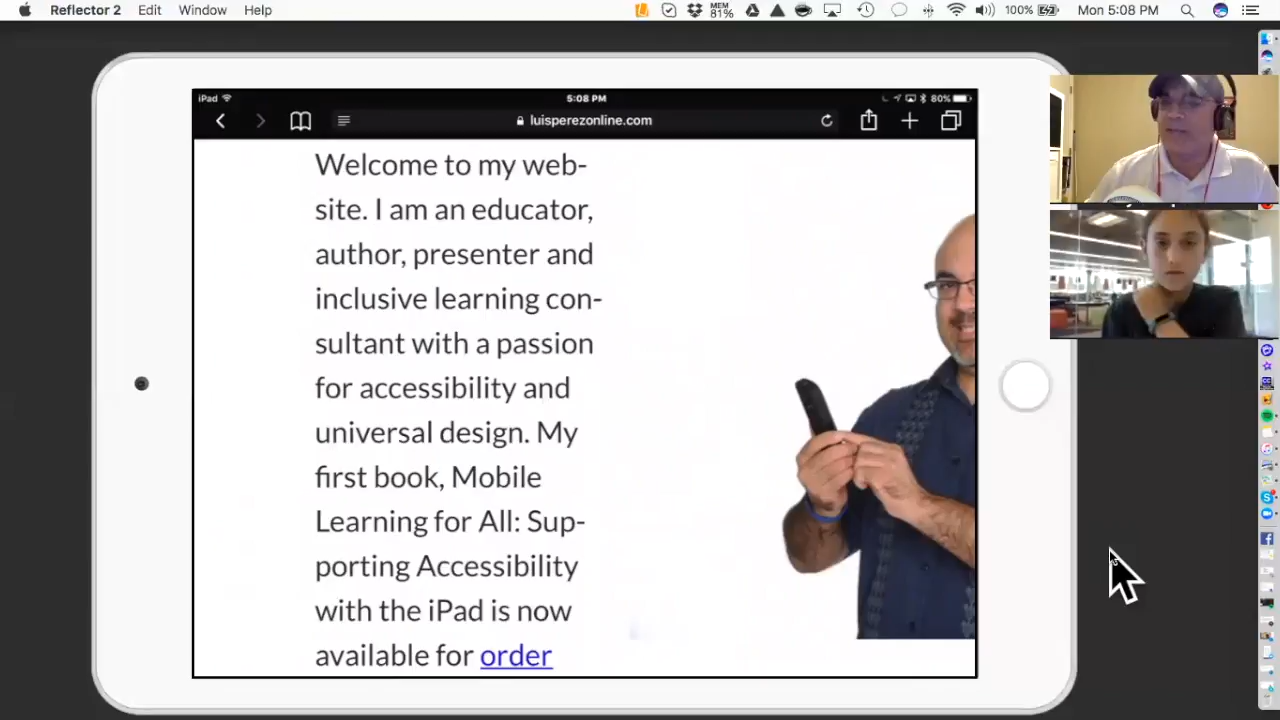 Reflector 2 Edit Window Help
MEM 81% 100% Mon 5:08 PM
iPad 5:08 PM 80%
luisperezonline.com
Welcome to my web-
site. I am an educator,
author, presenter and
inclusive learning con-
sultant with a passion
for accessibility and
universal design. My
first book, Mobile
Learning for All: Sup-
porting Accessibility
with the iPad is now
available for order